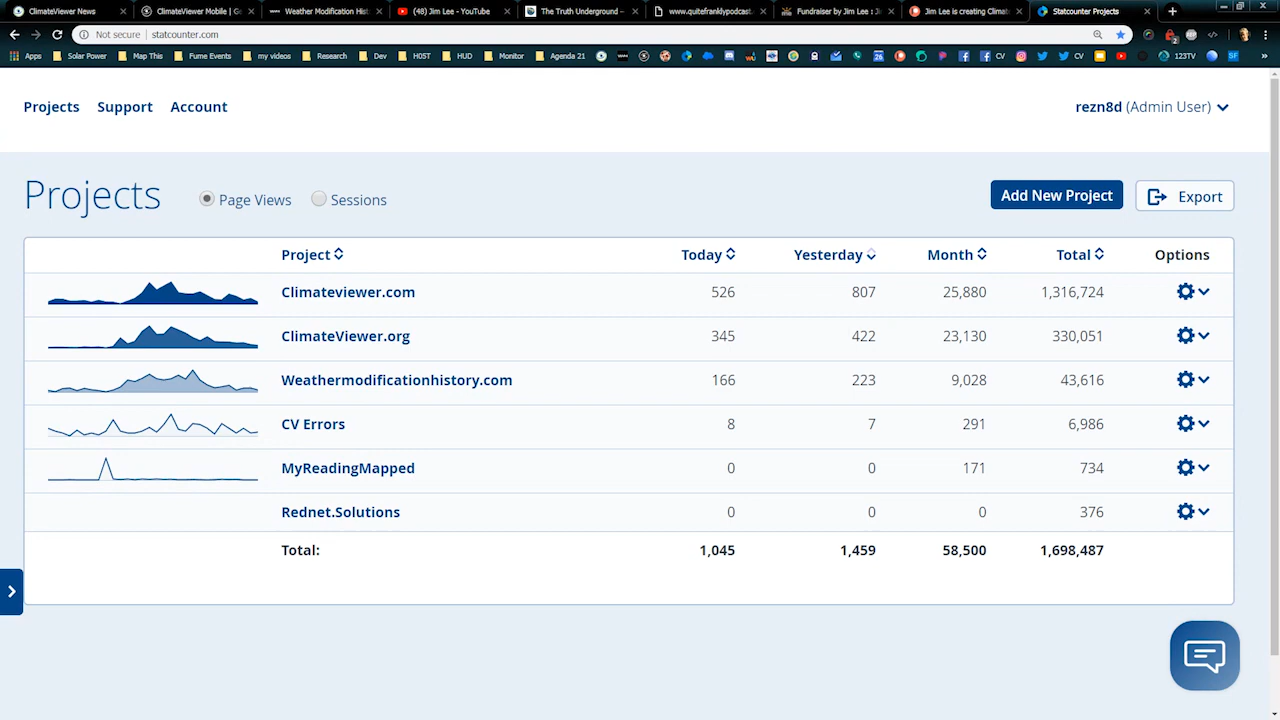 ClimateViewer News
ClimateViewer Mobile | Ge
Weather Modification Hist
(48) Jim Lee - YouTube
The Truth Underground –
www.quitefranklypodcast.
Fundraiser by Jim Lee : Ji
Jim Lee is creating Climat
Statcounter Projects
Not secure | statcounter.com
Apps Solar Power Map This Fume Events my videos Research Dev HOST HUD Monitor Agenda 21 CV CV 123TV SF »
Projects Support Account
rezn8d (Admin User)
Projects Page Views Sessions
Add New Project Export
Project Today Yesterday Month Total Options
Climateviewer.com 526 807 25,880 1,316,724
ClimateViewer.org 345 422 23,130 330,051
Weathermodificationhistory.com 166 223 9,028 43,616
CV Errors 8 7 291 6,986
MyReadingMapped 0 0 171 734
Rednet.Solutions 0 0 0 376
Total: 1,045 1,459 58,500 1,698,487